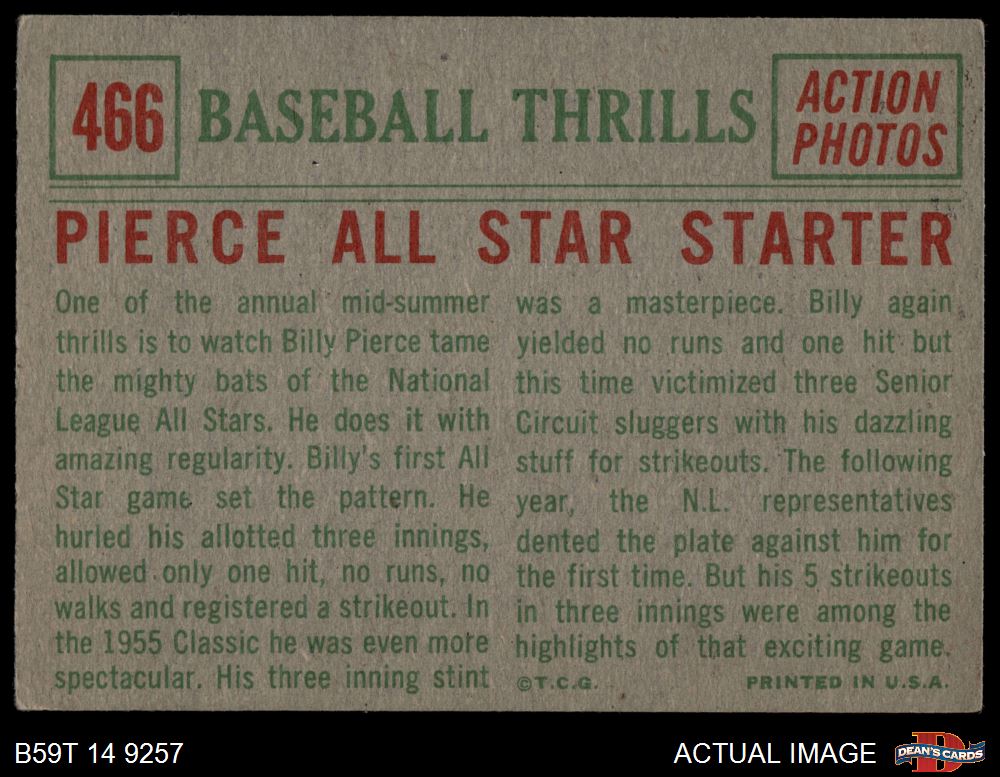 466
BASEBALL THRILLS
ACTION
PHOTOS
PIERCE ALL STAR STARTER
One of the annual mid-summer
thrills is to watch Billy Pierce tame
the mighty bats of the National
League All Stars. He does it with
amazing regularity. Billy's first All
Star game set the pattern. He
hurled his allotted three innings,
allowed only one hit, no runs, no
walks and registered a strikeout. In
the 1955 Classic he was even more
spectacular. His three inning stint
was a masterpiece. Billy again
yielded no runs and one hit but
this time victimized three Senior
Circuit sluggers with his dazzling
stuff for strikeouts. The following
year, the N.L. representatives
dented the plate against him for
the first time. But his 5 strikeouts
in three innings were among the
highlights of that exciting game.
©T.C.G. PRINTED IN U.S.A.
B59T 14 9257
ACTUAL IMAGE
DEAN'S CARDS